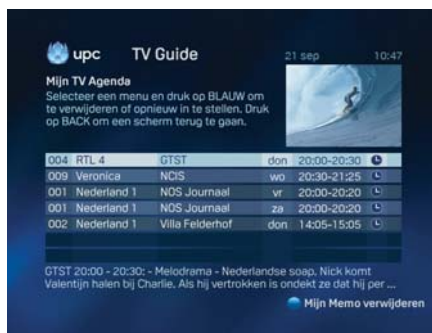 upc TV Guide 21 sep 10:47
Mijn TV Agenda
Selecteer een menu en druk op BLAUW om
te verwijderen of opnieuw in te stellen. Druk
op BACK om een scherm terug te gaan.
004 RTL 4 GTST don 20:00-20:30
009 Veronica NCIS wo 20:30-21:25
001 Nederland 1 NOS Journaal vr 20:00-20:20
001 Nederland 1 NOS Journaal za 20:00-20:20
002 Nederland 1 Villa Felderhof don 14:05-15:05
GTST 20:00 - 20:30: - Melodrama - Nederlandse soap. Nick komt
Valentijn halen bij Charlie. Als hij vertrokken is ondekt ze dat hij per ...
Mijn Memo verwijderen